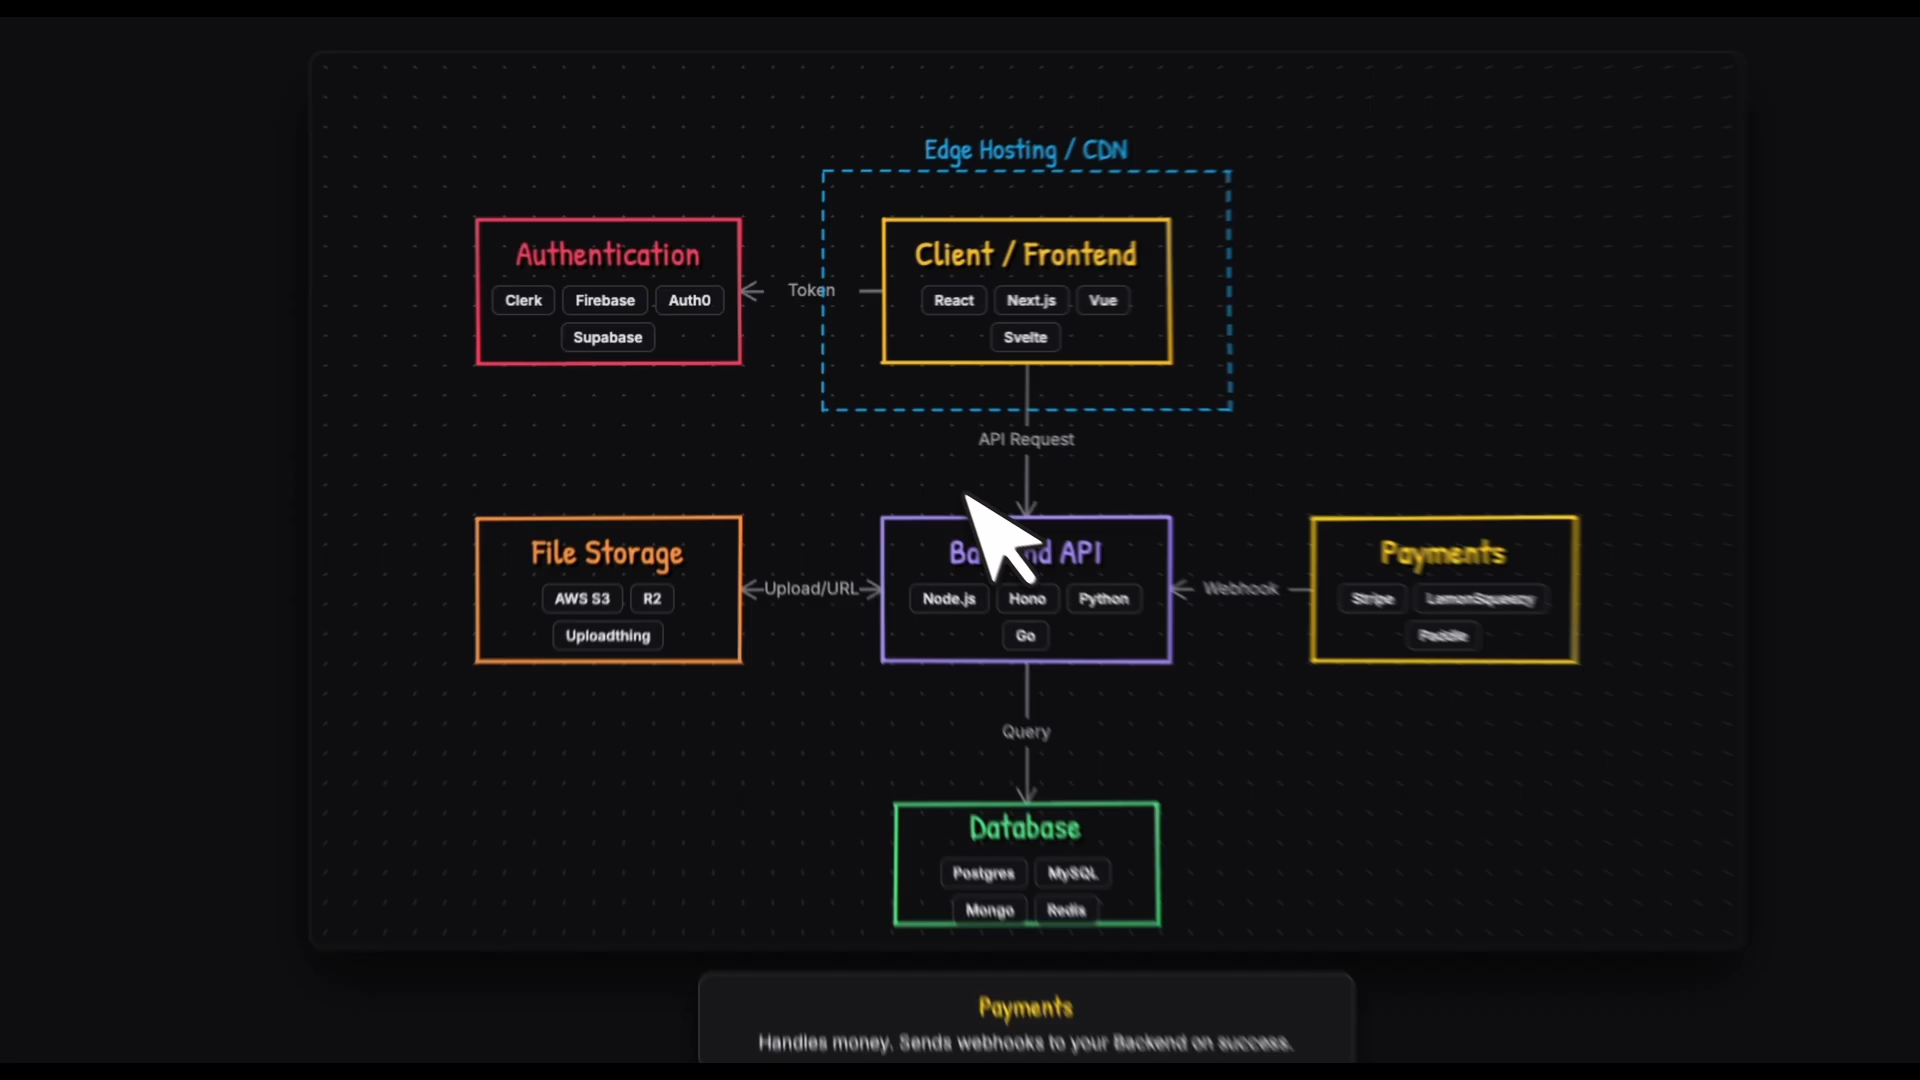 Edge Hosting / CDN
Authentication
Clerk Firebase Auth0
Supabase
Token
Client / Frontend
React Next.js Vue
Svelte
API Request
File Storage
AWS S3 R2
Uploadthing
Upload/URL
API
Node.js Hono Python
Go
Webhook
Payments
Stripe LemonSqueezy
Paddle
Query
Database
Postgres MySQL
Mongo Redis
Payments
Handles money. Sends webhooks to your Backend on success.